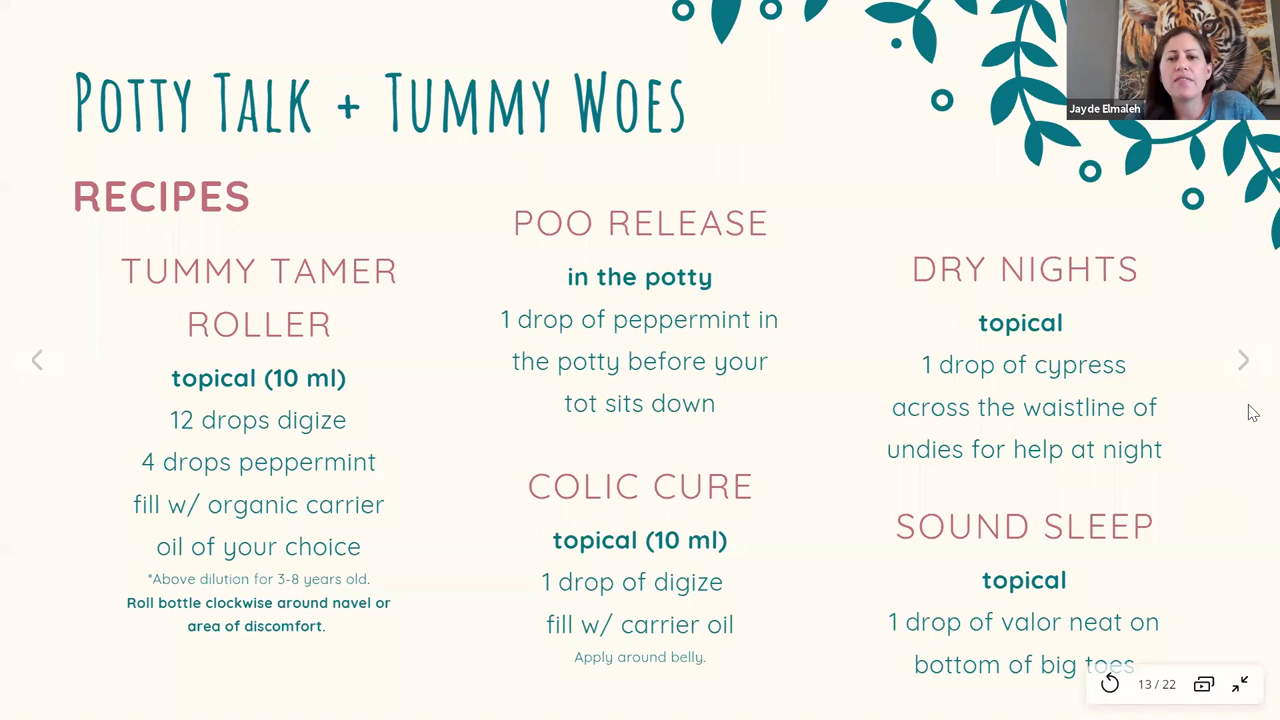 Potty Talk + Tummy Woes
Jayde Elmaleh
RECIPES
TUMMY TAMER
ROLLER
topical (10 ml)
12 drops digize
4 drops peppermint
fill w/ organic carrier
oil of your choice
*Above dilution for 3-8 years old.
Roll bottle clockwise around navel or
area of discomfort.
POO RELEASE
in the potty
1 drop of peppermint in
the potty before your
tot sits down
COLIC CURE
topical (10 ml)
1 drop of digize
fill w/ carrier oil
Apply around belly.
DRY NIGHTS
topical
1 drop of cypress
across the waistline of
undies for help at night
SOUND SLEEP
topical
1 drop of valor neat on
bottom of big toes
13 / 22